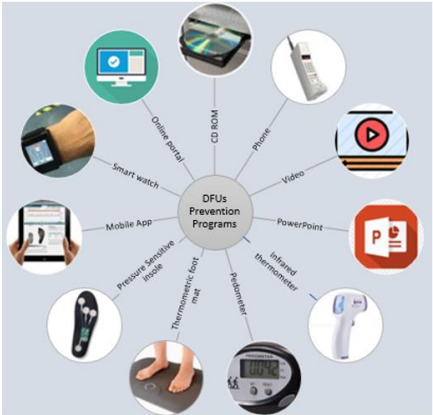 CD ROM
Phone
Video
PowerPoint
Infrared
thermometer
Pedometer
Thermometric foot
mat
Pressure Sensitive
insole
Mobile App
Smart watch
Online portal
DFUs
Prevention
Programs
P
PEDOMETER